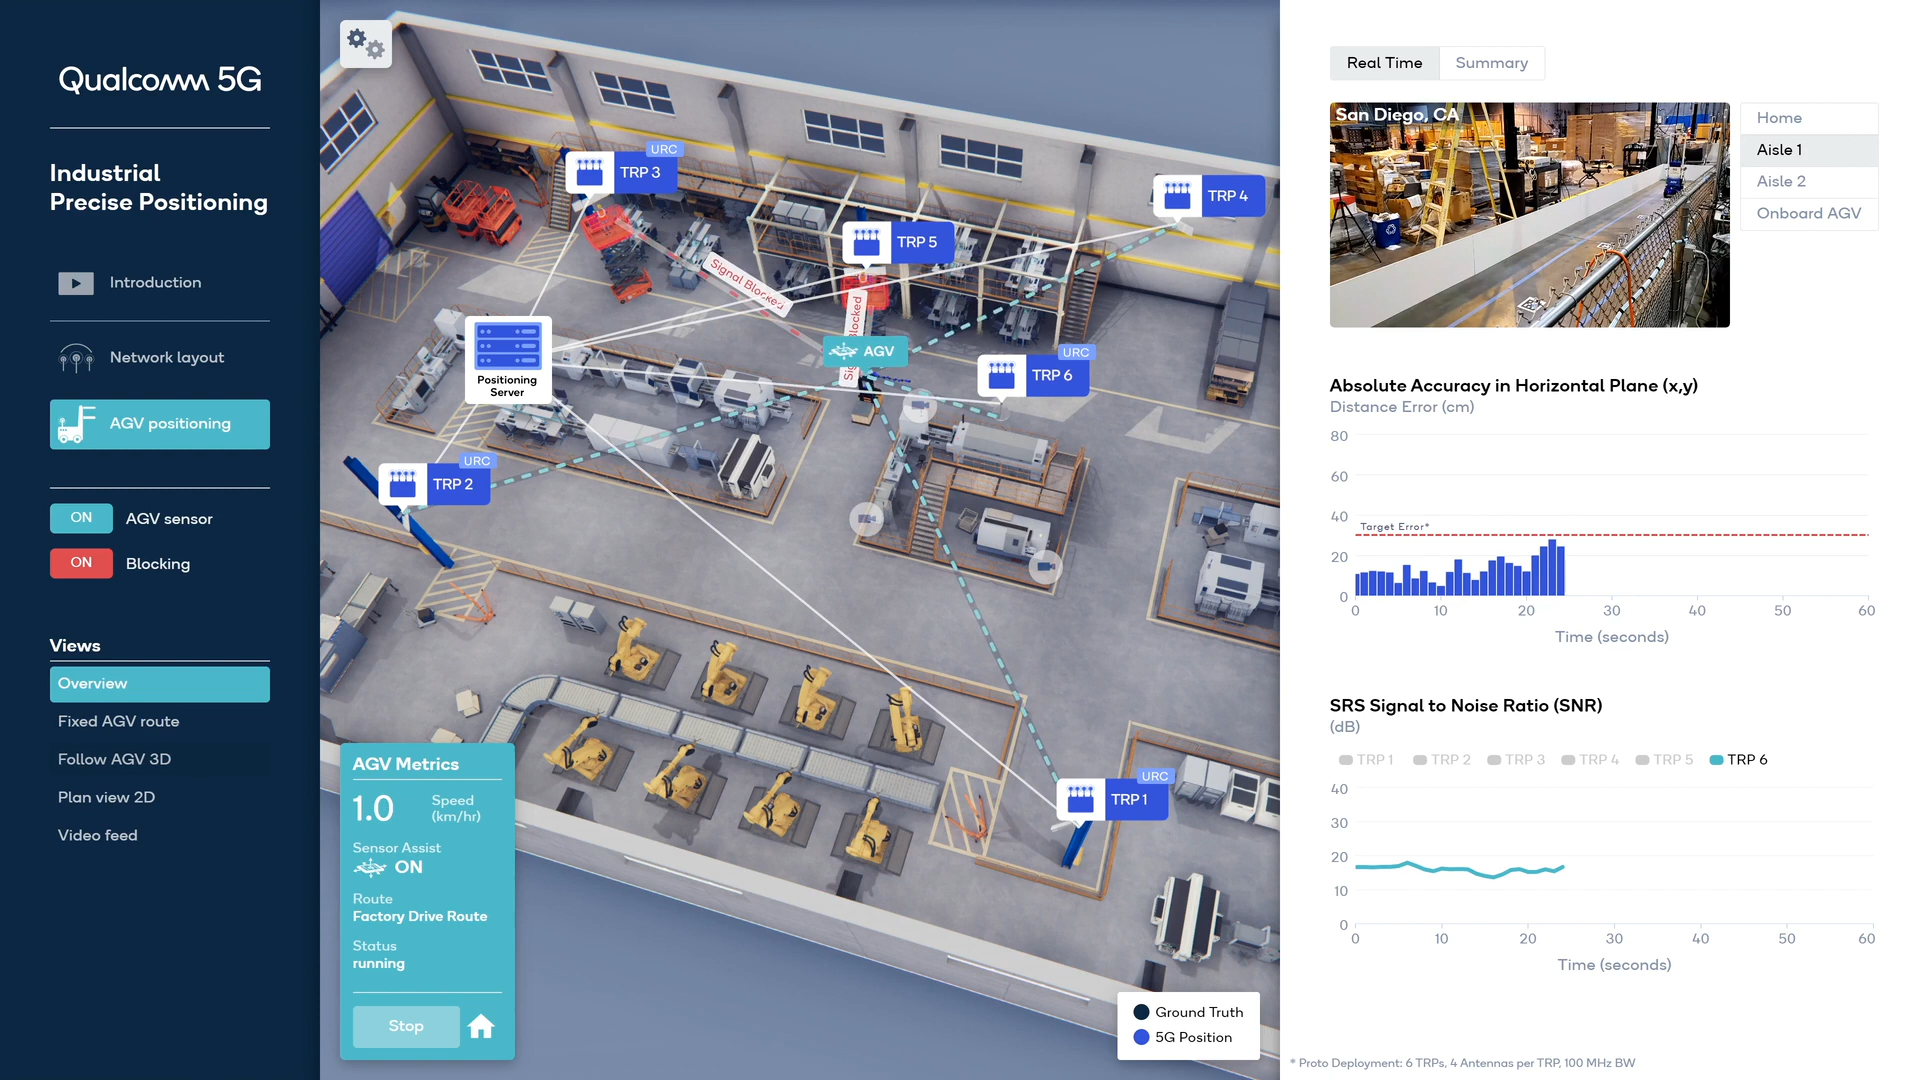 Qualcomm 5G
Industrial
Precise Positioning
Introduction
Network layout
AGV positioning
ON
AGV sensor
ON
Blocking
Views
Overview
Fixed AGV route
Follow AGV 3D
Plan view 2D
Video feed
URC
TRP 3
TRP 4
TRP 5
Signal Blocked
Blocked
AGV
URC
TRP 6
Positioning
Server
URC
TRP 2
URC
TRP 1
AGV Metrics
1.0
Speed
(km/hr)
Sensor Assist
ON
Route
Factory Drive Route
Status
running
Stop
Ground Truth
5G Position
Real Time
Summary
San Diego, CA
Home
Aisle 1
Aisle 2
Onboard AGV
Absolute Accuracy in Horizontal Plane (x,y)
Distance Error (cm)
80
60
40
Target Error*
20
0
0 10 20 30 40 50 60
Time (seconds)
SRS Signal to Noise Ratio (SNR)
(dB)
TRP 1 TRP 2 TRP 3 TRP 4 TRP 5 TRP 6
40
30
20
10
0
0 10 20 30 40 50 60
Time (seconds)
* Proto Deployment: 6 TRPs, 4 Antennas per TRP, 100 MHz BW